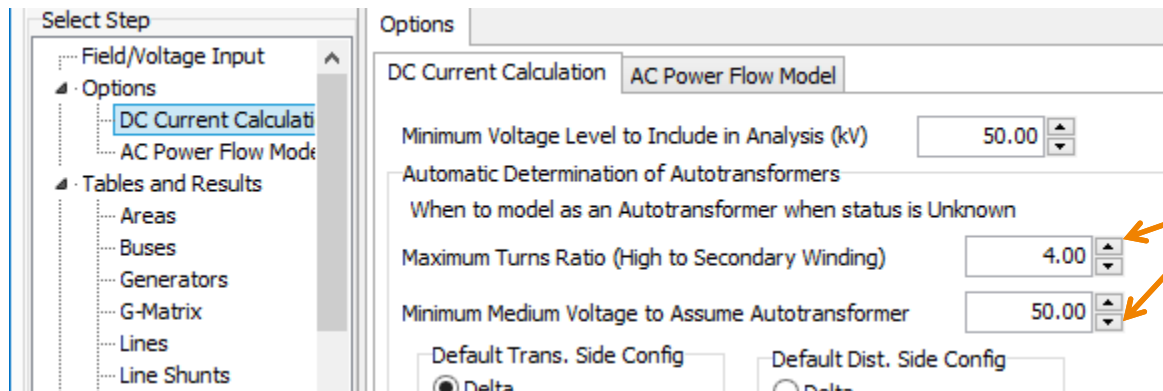 Select Step
Field/Voltage Input
Options
DC Current Calculati
AC Power Flow Mode
Tables and Results
Areas
Buses
Generators
G-Matrix
Lines
Line Shunts
Options
DC Current Calculation AC Power Flow Model
Minimum Voltage Level to Include in Analysis (kV) 50.00
Automatic Determination of Autotransformers
When to model as an Autotransformer when status is Unknown
Maximum Turns Ratio (High to Secondary Winding) 4.00
Minimum Medium Voltage to Assume Autotransformer 50.00
Default Trans. Side Config Default Dist. Side Config
Delta Delta